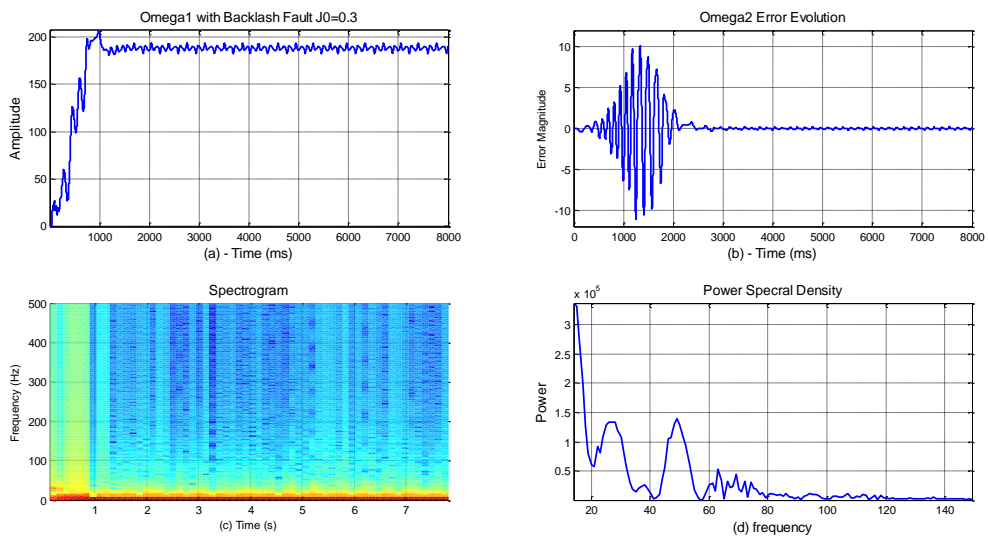 Omega1 with Backlash Fault J0=0.3
200
150
100
50
0
Amplitude
1000 2000 3000 4000 5000 6000 7000 8000
(a) - Time (ms)
Omega2 Error Evolution
10
5
0
-5
-10
Error Magnitude
0 1000 2000 3000 4000 5000 6000 7000 8000
(b) - Time (ms)
Spectrogram
500
400
300
200
100
0
Frequency (Hz)
1 2 3 4 5 6 7
(c) Time (s)
Power Specral Density
x 10^5
3
2.5
2
1.5
1
0.5
Power
20 40 60 80 100 120 140
(d) frequency